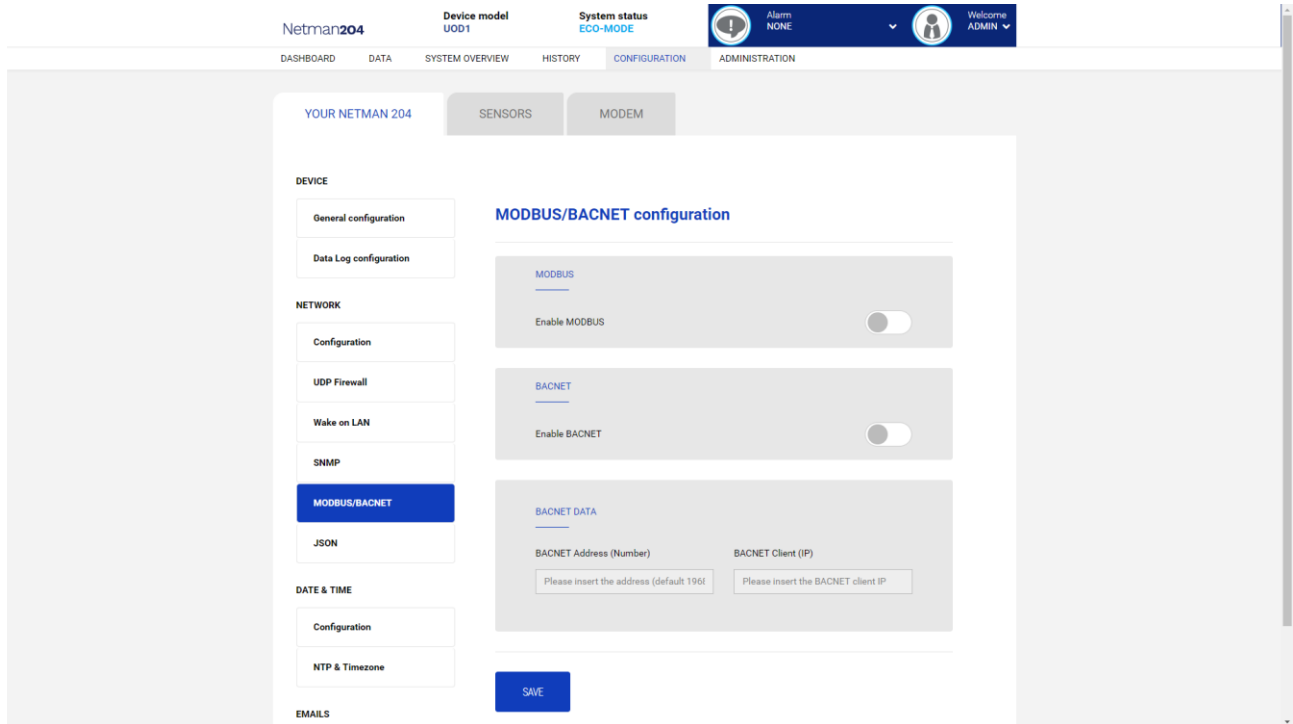 Netman204
Device model
UOD1
System status
ECO-MODE
Alarm
NONE
Welcome
ADMIN
DASHBOARD DATA SYSTEM OVERVIEW HISTORY CONFIGURATION ADMINISTRATION
YOUR NETMAN 204 SENSORS MODEM
DEVICE
General configuration
Data Log configuration
NETWORK
Configuration
UDP Firewall
Wake on LAN
SNMP
MODBUS/BACNET
JSON
DATE & TIME
Configuration
NTP & Timezone
EMAILS
MODBUS/BACNET configuration
MODBUS
Enable MODBUS
BACNET
Enable BACNET
BACNET DATA
BACNET Address (Number)
Please insert the address (default 196
BACNET Client (IP)
Please insert the BACNET client IP
SAVE